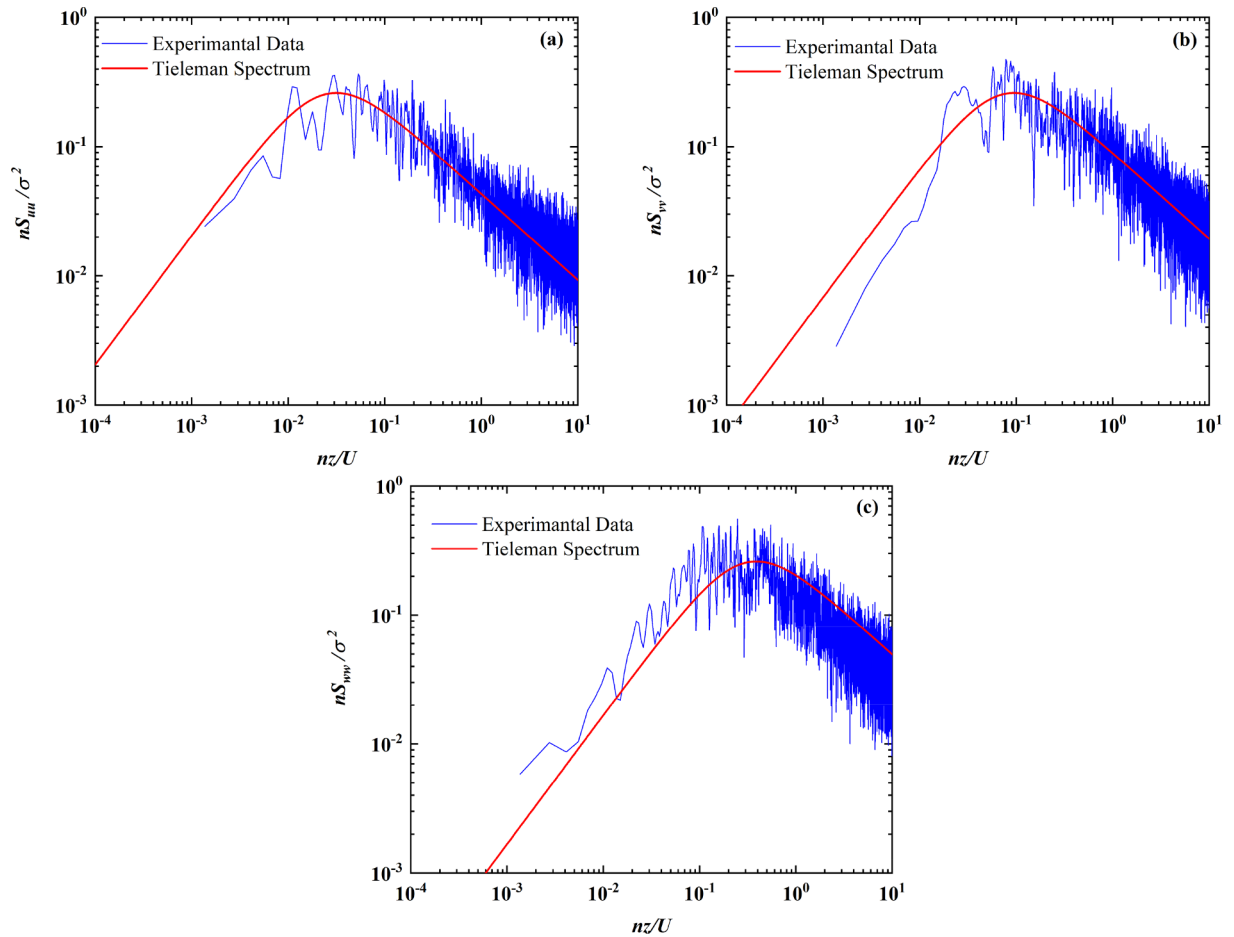 (a)
Experimantal Data
Tieleman Spectrum
10^0
10^-1
10^-2
10^-3
nS_uu/σ^2
10^-4 10^-3 10^-2 10^-1 10^0 10^1
nz/U
(b)
Experimantal Data
Tieleman Spectrum
10^0
10^-1
10^-2
10^-3
nS_vv/σ^2
10^-4 10^-3 10^-2 10^-1 10^0 10^1
nz/U
(c)
Experimantal Data
Tieleman Spectrum
10^0
10^-1
10^-2
10^-3
nS_ww/σ^2
10^-4 10^-3 10^-2 10^-1 10^0 10^1
nz/U